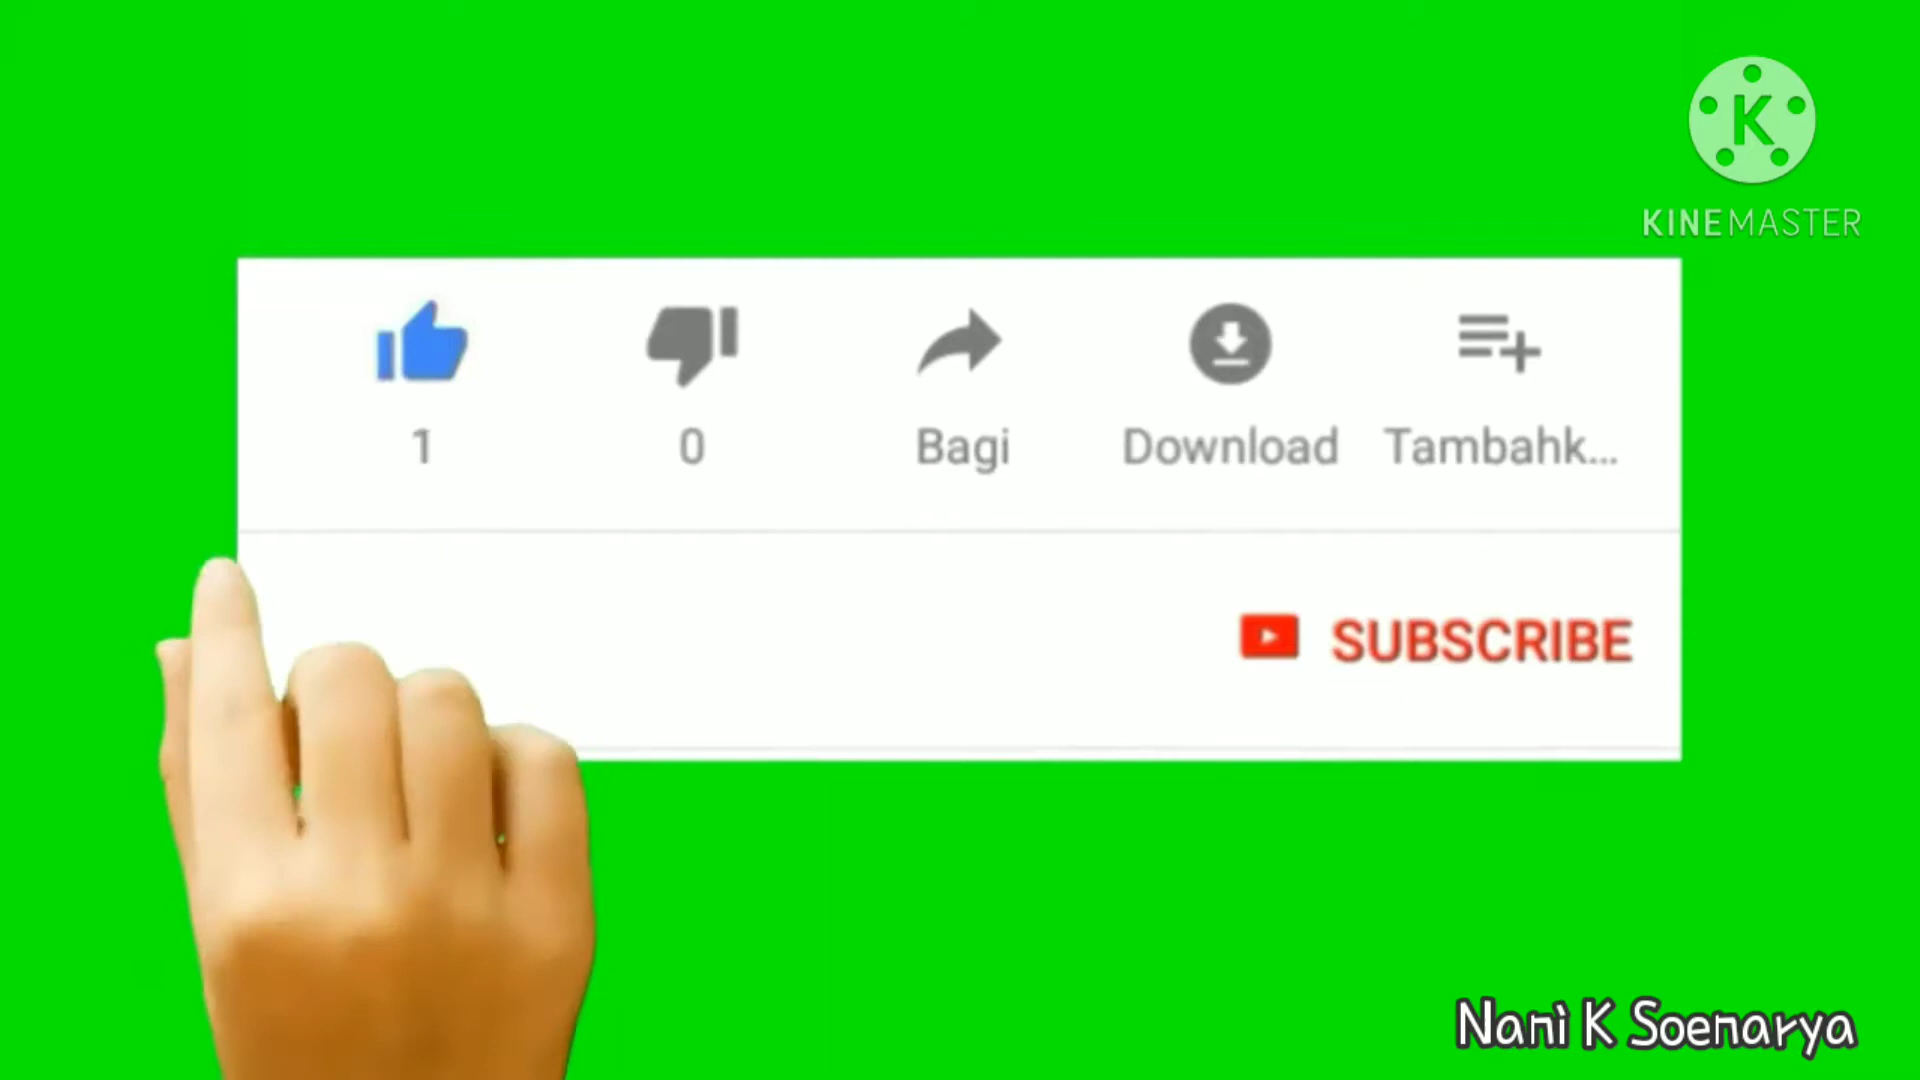 K
KINEMASTER
1
0
Bagi
Download
Tambahk...
SUBSCRIBE
Nani K Soenarya